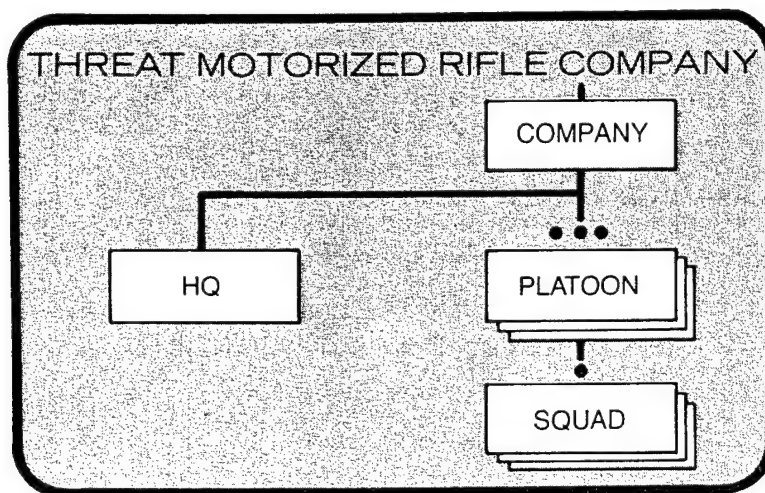 THREAT MOTORIZED RIFLE COMPANY
COMPANY
HQ
PLATOON
SQUAD